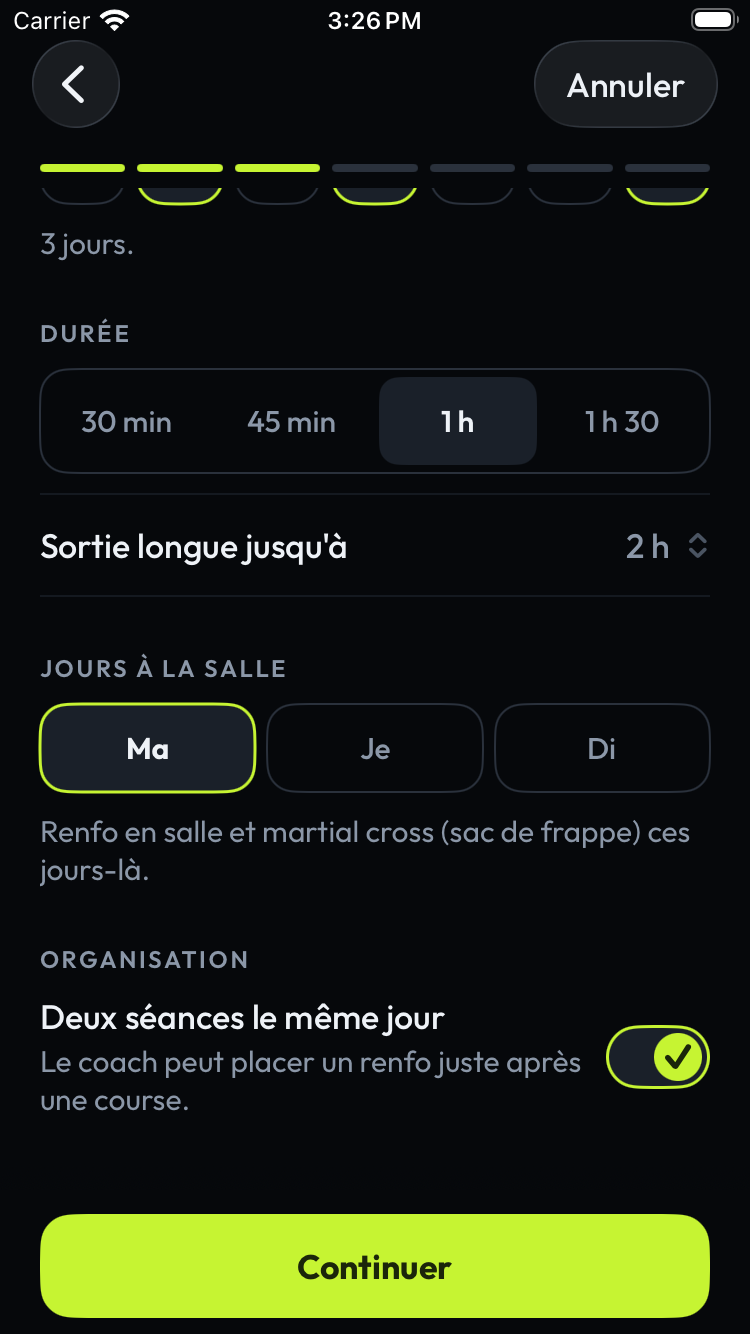 Carrier 3:26 PM
Annuler
3 jours.
DURÉE
30 min 45 min 1 h 1 h 30
Sortie longue jusqu'à 2 h
JOURS À LA SALLE
Ma Je Di
Renfo en salle et martial cross (sac de frappe) ces
jours-là.
ORGANISATION
Deux séances le même jour
Le coach peut placer un renfo juste après
une course.
Continuer